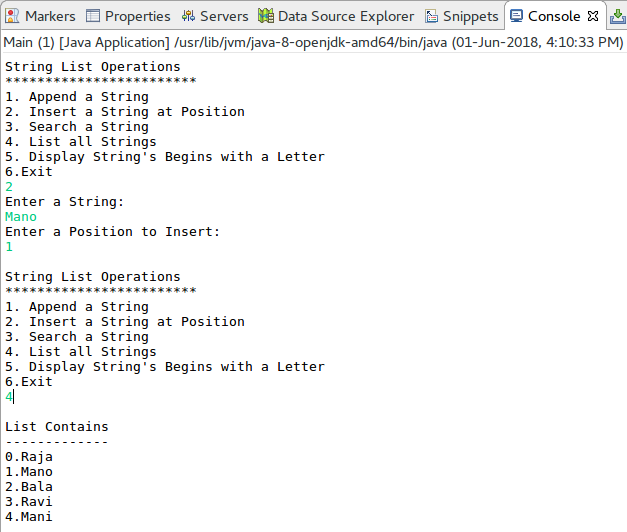 Markers Properties Servers Data Source Explorer Snippets Console
Main (1) [Java Application] /usr/lib/jvm/java-8-openjdk-amd64/bin/java (01-Jun-2018, 4:10:33 PM)
String List Operations
************************
1. Append a String
2. Insert a String at Position
3. Search a String
4. List all Strings
5. Display String's Begins with a Letter
6.Exit
2
Enter a String:
Mano
Enter a Position to Insert:
1
String List Operations
************************
1. Append a String
2. Insert a String at Position
3. Search a String
4. List all Strings
5. Display String's Begins with a Letter
6.Exit
4
List Contains
-------------
0.Raja
1.Mano
2.Bala
3.Ravi
4.Mani